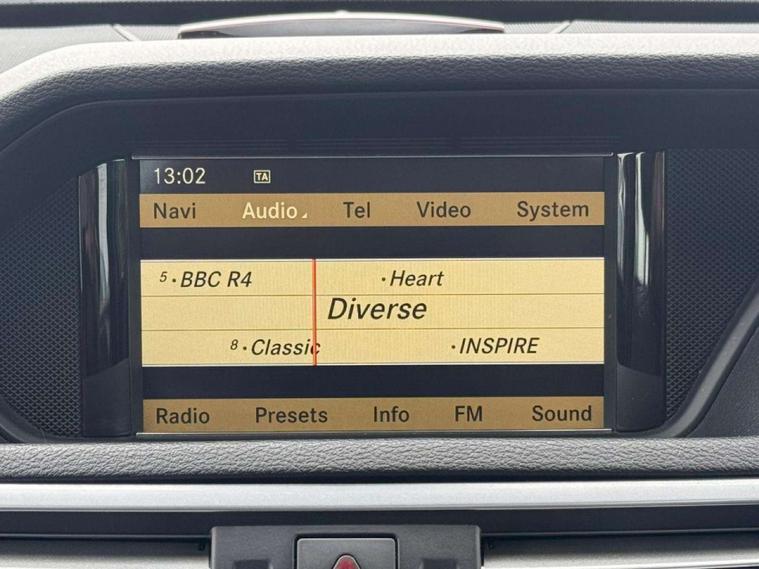 13:02 TA
Navi Audio Tel Video System
5 · BBC R4 · Heart
Diverse
8 · Classic · INSPIRE
Radio Presets Info FM Sound